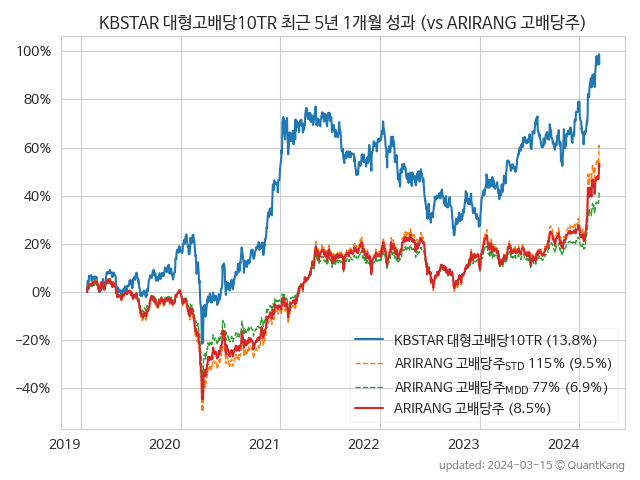 KBSTAR 대형고배당10TR 최근 5년 1개월 성과 (vs ARIRANG 고배당주)
100%
80%
60%
40%
20%
0%
−20%
−40%
KBSTAR 대형고배당10TR (13.8%)
ARIRANG 고배당주STD 115% (9.5%)
ARIRANG 고배당주MDD 77% (6.9%)
ARIRANG 고배당주 (8.5%)
2019 2020 2021 2022 2023 2024
updated: 2024-03-15 © QuantKang